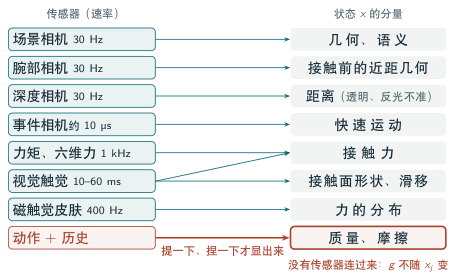 传感器（速率） 状态 x 的分量
场景相机 30 Hz 几何、语义
腕部相机 30 Hz 接触前的近距几何
深度相机 30 Hz 距离（透明、反光不准）
事件相机约 10 μs 快速运动
力矩、六维力 1 kHz 接触力
视觉触觉 10–60 ms 接触面形状、滑移
磁触觉皮肤 400 Hz 力的分布
动作 + 历史 质量、摩擦
提一下、捏一下才显出来
没有传感器连过来：g 不随 xⱼ 变